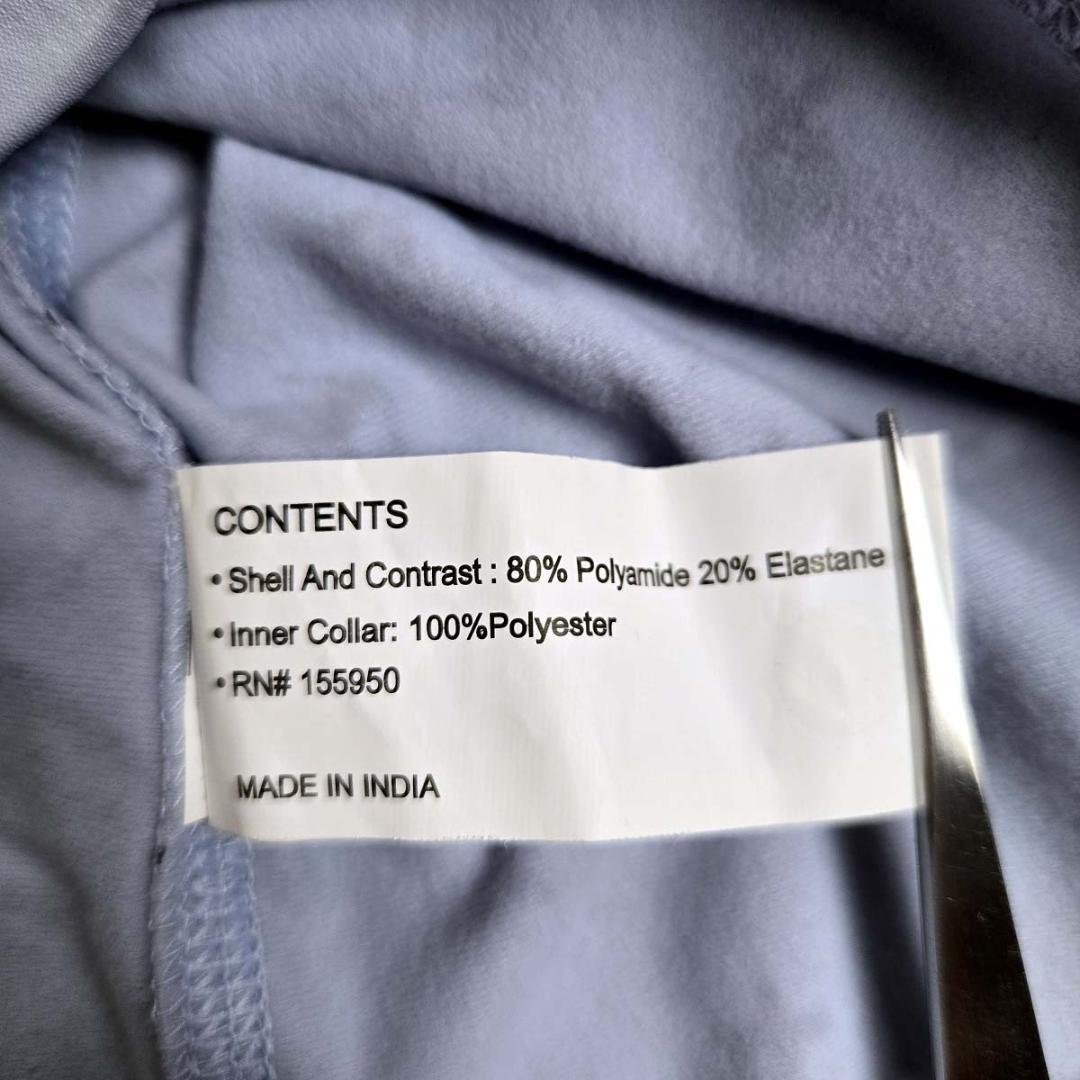 CONTENTS
• Shell And Contrast : 80% Polyamide 20% Elastane
• Inner Collar: 100%Polyester
• RN# 155950
MADE IN INDIA